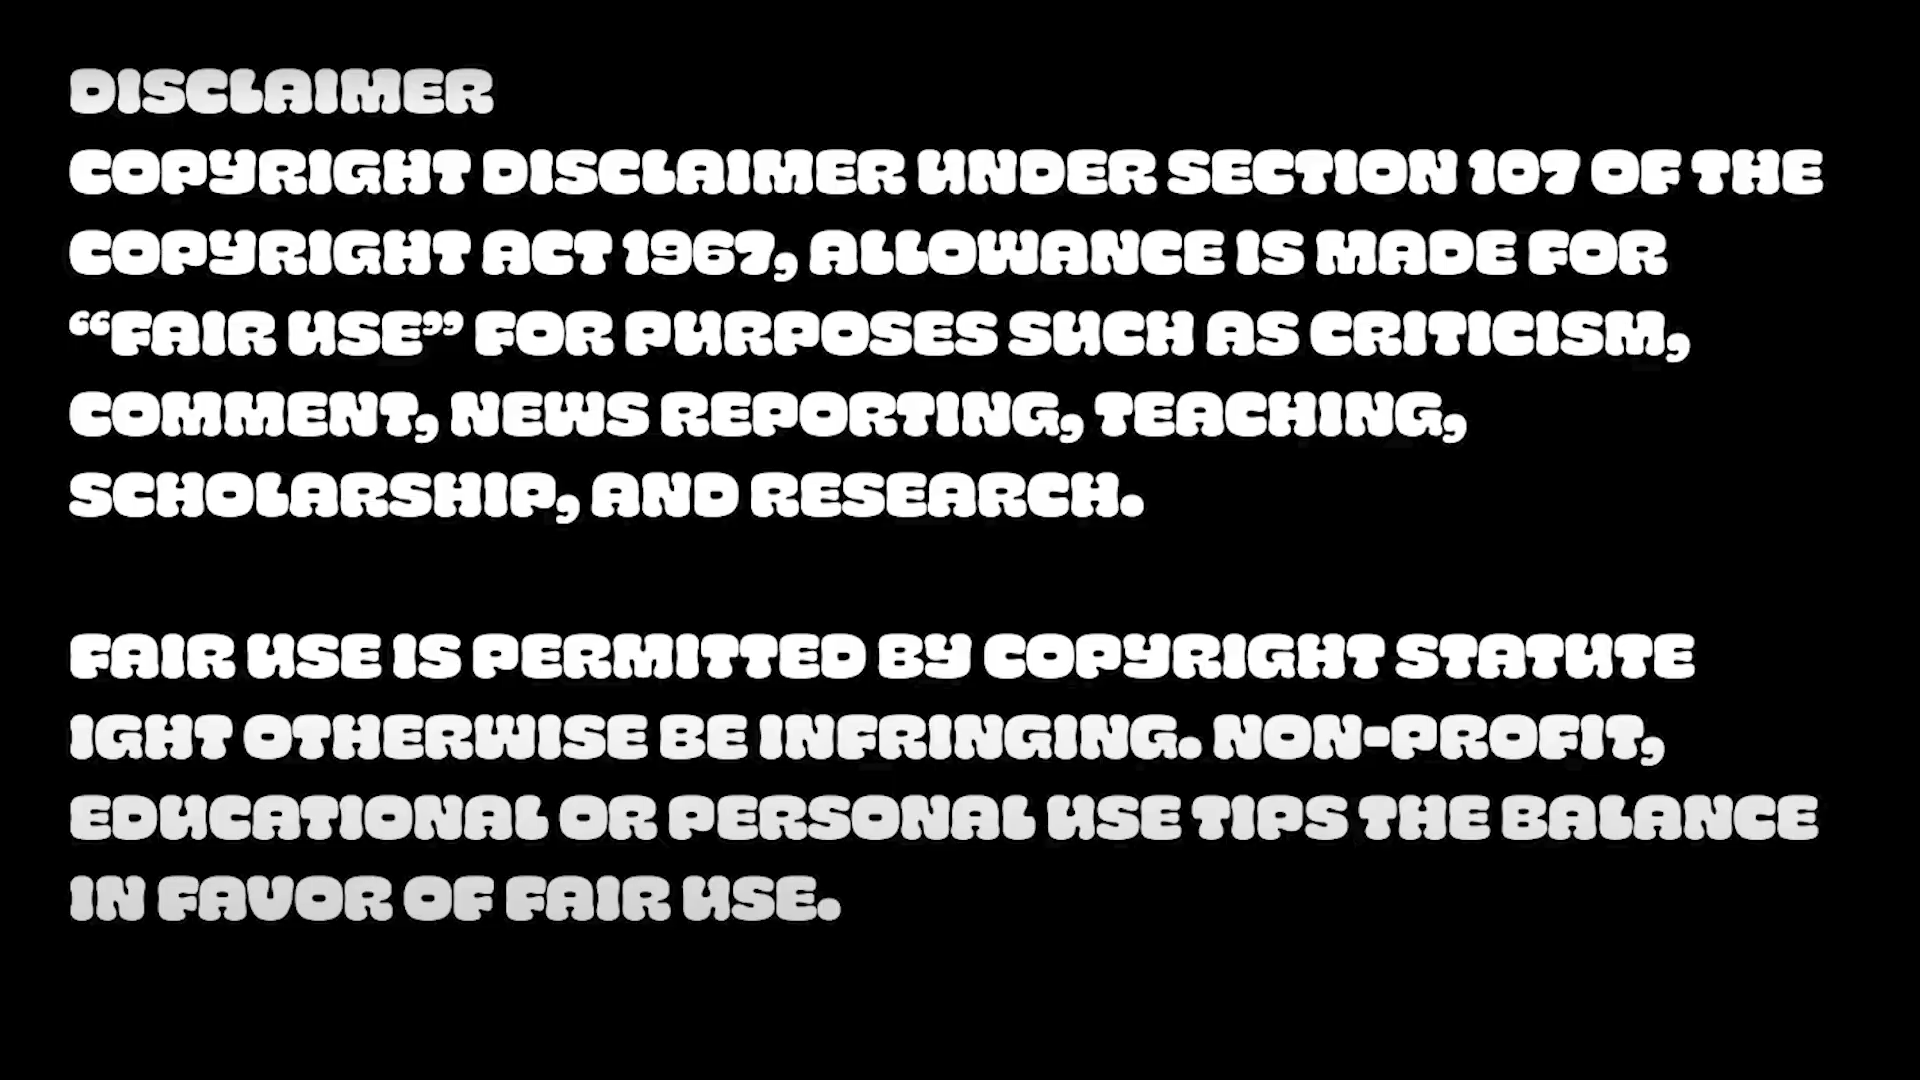 DISCLAIMER
COPYRIGHT DISCLAIMER UNDER SECTION 107 OF THE
COPYRIGHT ACT 1967, ALLOWANCE IS MADE FOR
“FAIR USE” FOR PURPOSES SUCH AS CRITICISM,
COMMENT, NEWS REPORTING, TEACHING,
SCHOLARSHIP, AND RESEARCH.
FAIR USE IS PERMITTED BY COPYRIGHT STATUTE
IGHT OTHERWISE BE INFRINGING. NON-PROFIT,
EDUCATIONAL OR PERSONAL USE TIPS THE BALANCE
IN FAVOR OF FAIR USE.